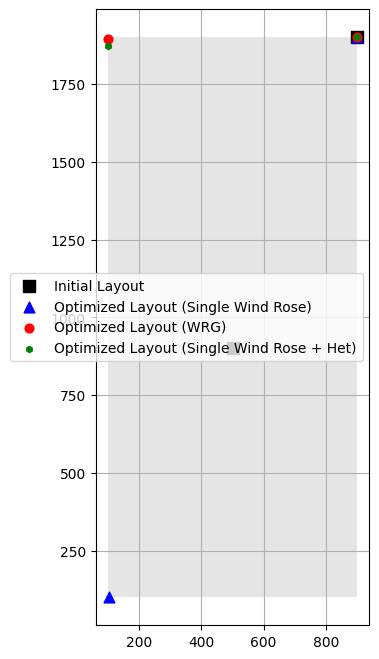 1750
1500
1250
Initial Layout
Optimized Layout (Single Wind Rose)
1000
Optimized Layout (WRG)
Optimized Layout (Single Wind Rose + Het)
750
500
250
200 400 600 800